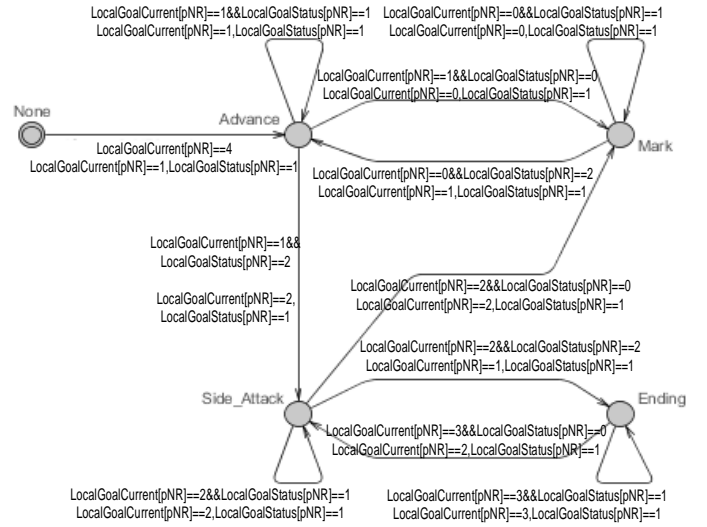 LocalGoalCurrent[pNR]==1&&LocalGoalStatus[pNR]==1
LocalGoalCurrent[pNR]==1,LocalGoalStatus[pNR]==1
LocalGoalCurrent[pNR]==0&&LocalGoalStatus[pNR]==1
LocalGoalCurrent[pNR]==0,LocalGoalStatus[pNR]==1
LocalGoalCurrent[pNR]==1&&LocalGoalStatus[pNR]==0
LocalGoalCurrent[pNR]==0,LocalGoalStatus[pNR]==1
None
Advance
Mark
LocalGoalCurrent[pNR]==4
LocalGoalCurrent[pNR]==1,LocalGoalStatus[pNR]==1
LocalGoalCurrent[pNR]==0&&LocalGoalStatus[pNR]==2
LocalGoalCurrent[pNR]==1,LocalGoalStatus[pNR]==1
LocalGoalCurrent[pNR]==1&&
LocalGoalStatus[pNR]==2
LocalGoalCurrent[pNR]==2,
LocalGoalStatus[pNR]==1
LocalGoalCurrent[pNR]==2&&LocalGoalStatus[pNR]==0
LocalGoalCurrent[pNR]==2,LocalGoalStatus[pNR]==1
LocalGoalCurrent[pNR]==2&&LocalGoalStatus[pNR]==2
LocalGoalCurrent[pNR]==1,LocalGoalStatus[pNR]==1
Side_Attack
Ending
LocalGoalCurrent[pNR]==3&&LocalGoalStatus[pNR]==0
LocalGoalCurrent[pNR]==2,LocalGoalStatus[pNR]==1
LocalGoalCurrent[pNR]==2&&LocalGoalStatus[pNR]==1
LocalGoalCurrent[pNR]==2,LocalGoalStatus[pNR]==1
LocalGoalCurrent[pNR]==3&&LocalGoalStatus[pNR]==1
LocalGoalCurrent[pNR]==3,LocalGoalStatus[pNR]==1